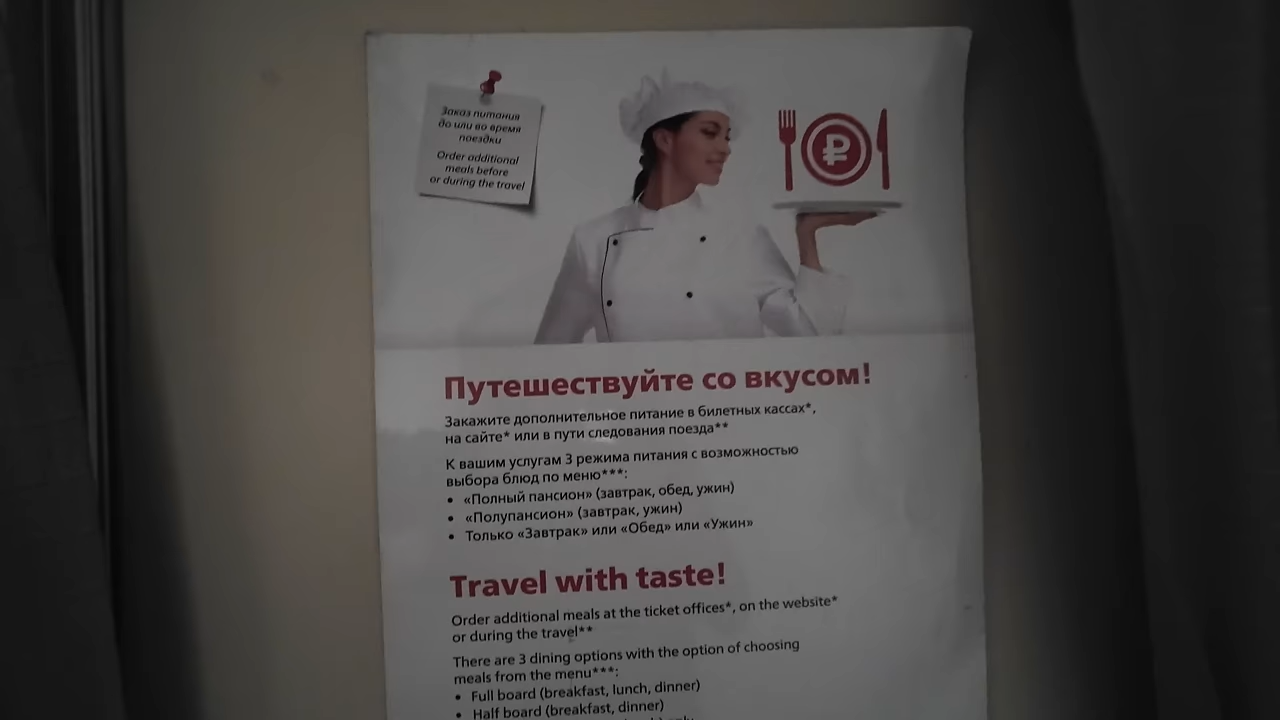 Заказ питания
до или во время
поездки
Order additional
meals before
or during the travel
Путешествуйте со вкусом!
Закажите дополнительное питание в билетных кассах*,
на сайте* или в пути следования поезда**
К вашим услугам 3 режима питания с возможностью
выбора блюд по меню***:
• «Полный пансион» (завтрак, обед, ужин)
• «Полупансион» (завтрак, ужин)
• Только «Завтрак» или «Обед» или «Ужин»
Travel with taste!
Order additional meals at the ticket offices*, on the website*
or during the travel**
There are 3 dining options with the option of choosing
meals from the menu***:
• Full board (breakfast, lunch, dinner)
• Half board (breakfast, dinner)